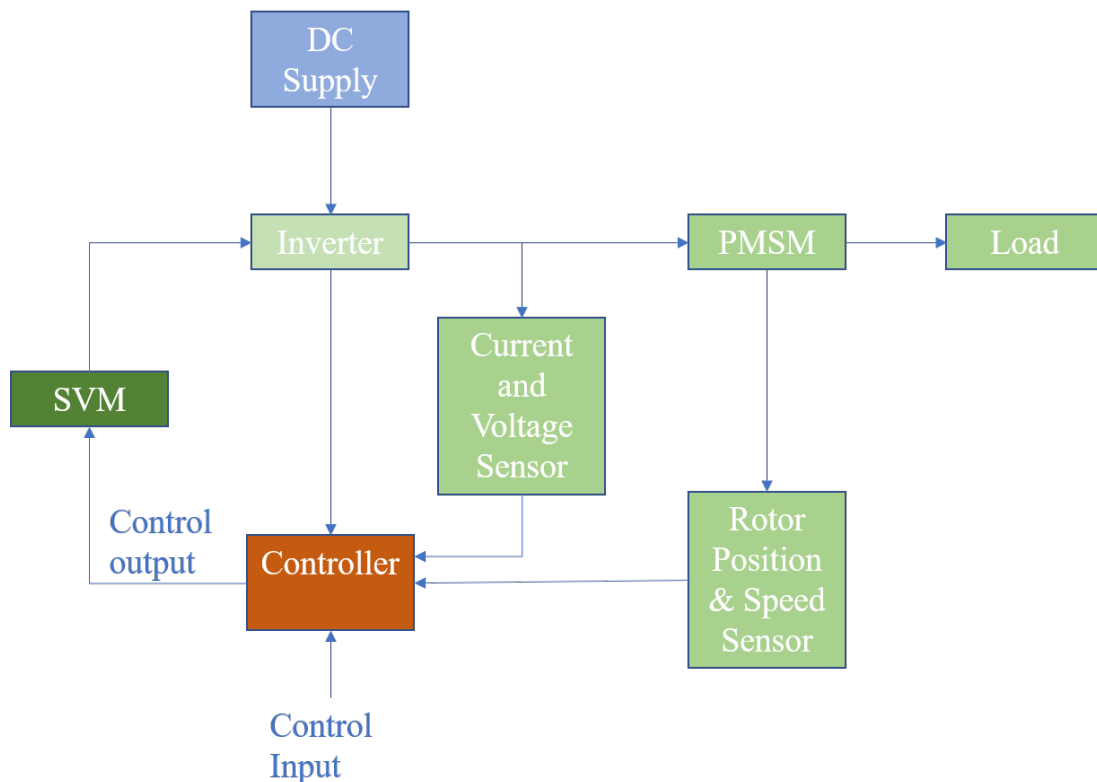 DC
Supply
Inverter
PMSM
Load
Current
and
Voltage
Sensor
SVM
Control
output
Controller
Rotor
Position
& Speed
Sensor
Control
Input